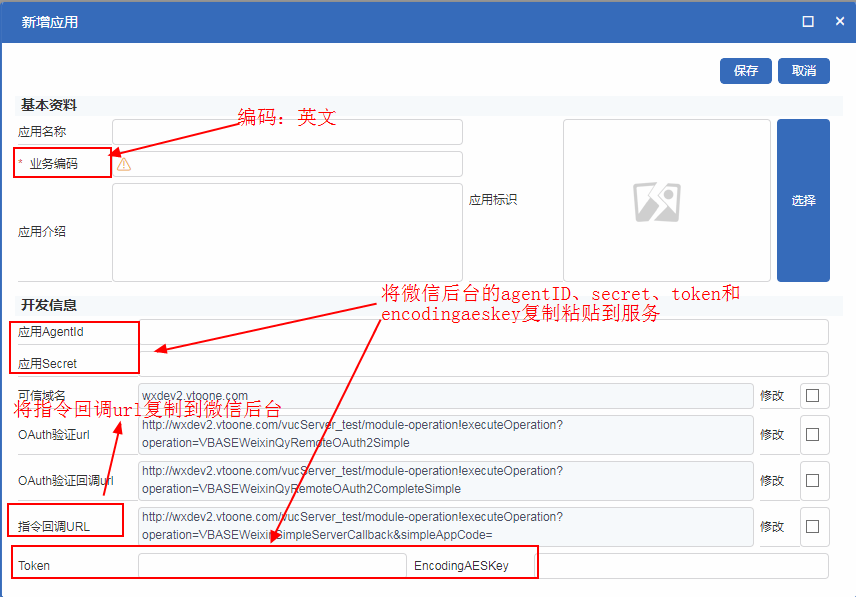 新增应用
保存 取消
基本资料
编码：英文
应用名称
* 业务编码
应用介绍
应用标识
选择
开发信息
将微信后台的agentID、secret、token和
encodingaeskey复制粘贴到服务
应用AgentId
应用Secret
可信域名 wxdev2.vtoone.com 修改
将指令回调url复制到微信后台
OAuth验证url
http://wxdev2.vtoone.com/vucServer_test/module-operation!executeOperation?
operation=VBASEWeixinQyRemoteOAuth2Simple
修改
OAuth验证回调url
http://wxdev2.vtoone.com/vucServer_test/module-operation!executeOperation?
operation=VBASEWeixinQyRemoteOAuth2CompleteSimple
修改
指令回调URL
http://wxdev2.vtoone.com/vucServer_test/module-operation!executeOperation?
operation=VBASEWeixinSimpleServerCallback&simpleAppCode=
修改
Token EncodingAESKey